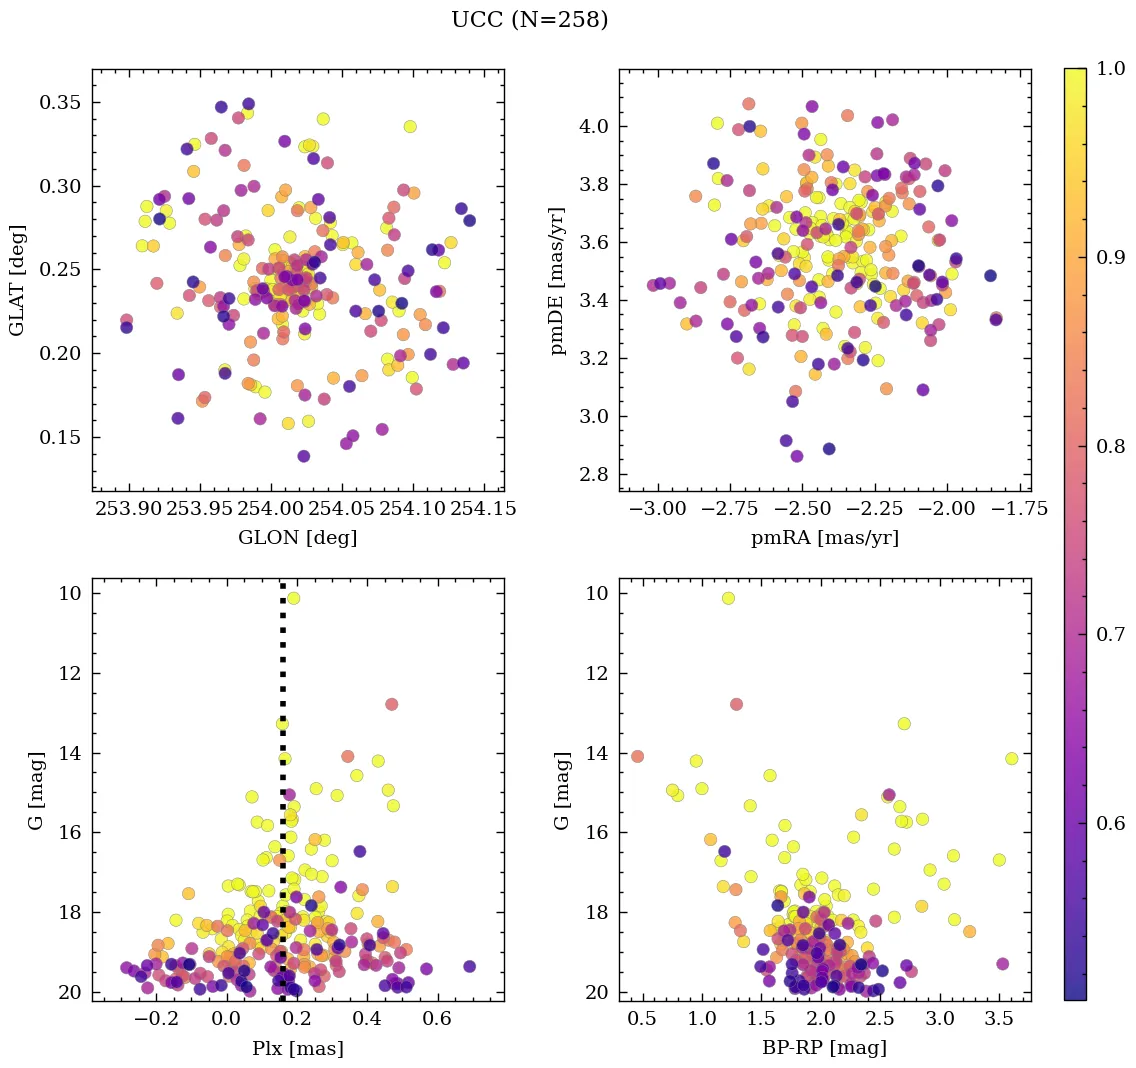 UCC (N=258)
0.35
0.30
0.25
0.20
0.15
GLAT [deg]
253.90 253.95 254.00 254.05 254.10 254.15
GLON [deg]
4.0
3.8
3.6
3.4
3.2
3.0
2.8
pmDE [mas/yr]
−3.00 −2.75 −2.50 −2.25 −2.00 −1.75
pmRA [mas/yr]
1.0
0.9
0.8
0.7
0.6
10
12
14
16
18
20
G [mag]
−0.2 0.0 0.2 0.4 0.6
Plx [mas]
10
12
14
16
18
20
G [mag]
0.5 1.0 1.5 2.0 2.5 3.0 3.5
BP-RP [mag]